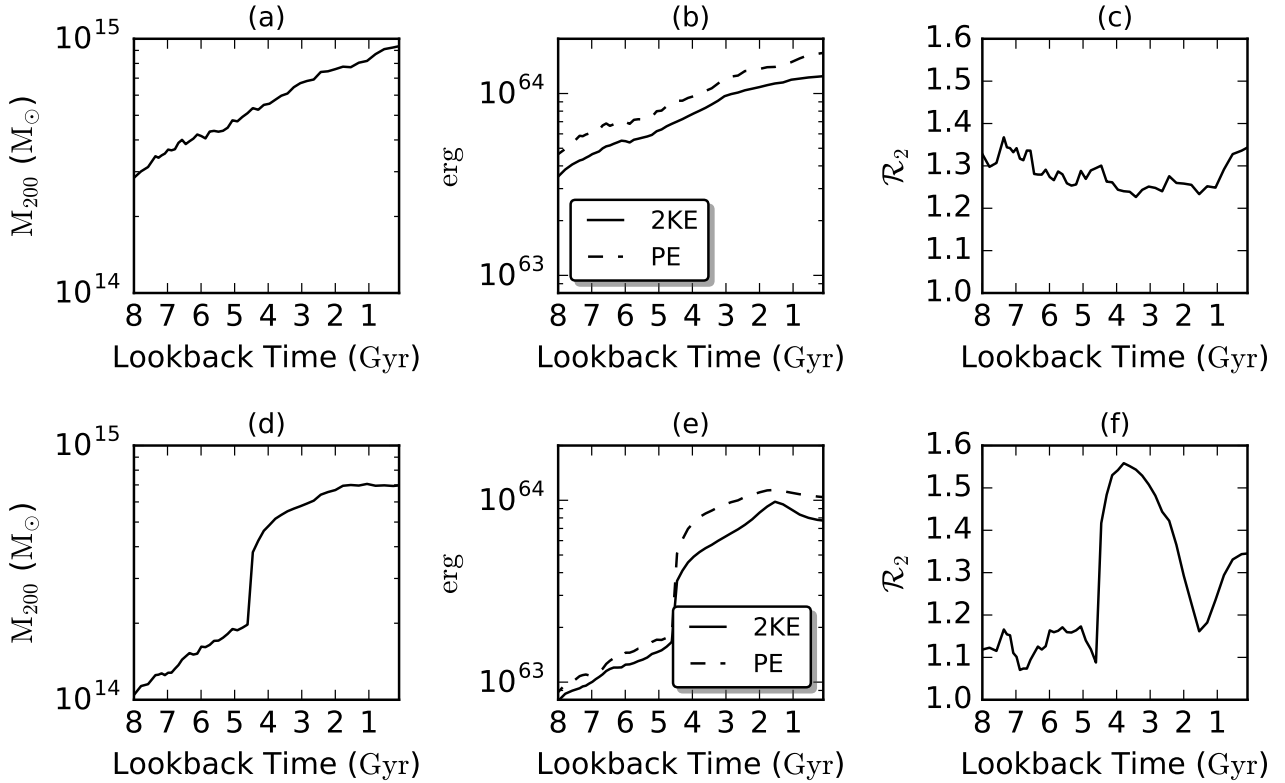 (a) (b) (c)
10^15
M_200 (M_⊙)
10^14
8 7 6 5 4 3 2 1
Lookback Time (Gyr)
10^64
erg
10^63
2KE
PE
8 7 6 5 4 3 2 1
Lookback Time (Gyr)
1.6
1.5
1.4
1.3
1.2
1.1
1.0
ℛ_2
8 7 6 5 4 3 2 1
Lookback Time (Gyr)
(d) (e) (f)
10^15
M_200 (M_⊙)
10^14
8 7 6 5 4 3 2 1
Lookback Time (Gyr)
10^64
erg
10^63
2KE
PE
8 7 6 5 4 3 2 1
Lookback Time (Gyr)
1.6
1.5
1.4
1.3
1.2
1.1
1.0
ℛ_2
8 7 6 5 4 3 2 1
Lookback Time (Gyr)